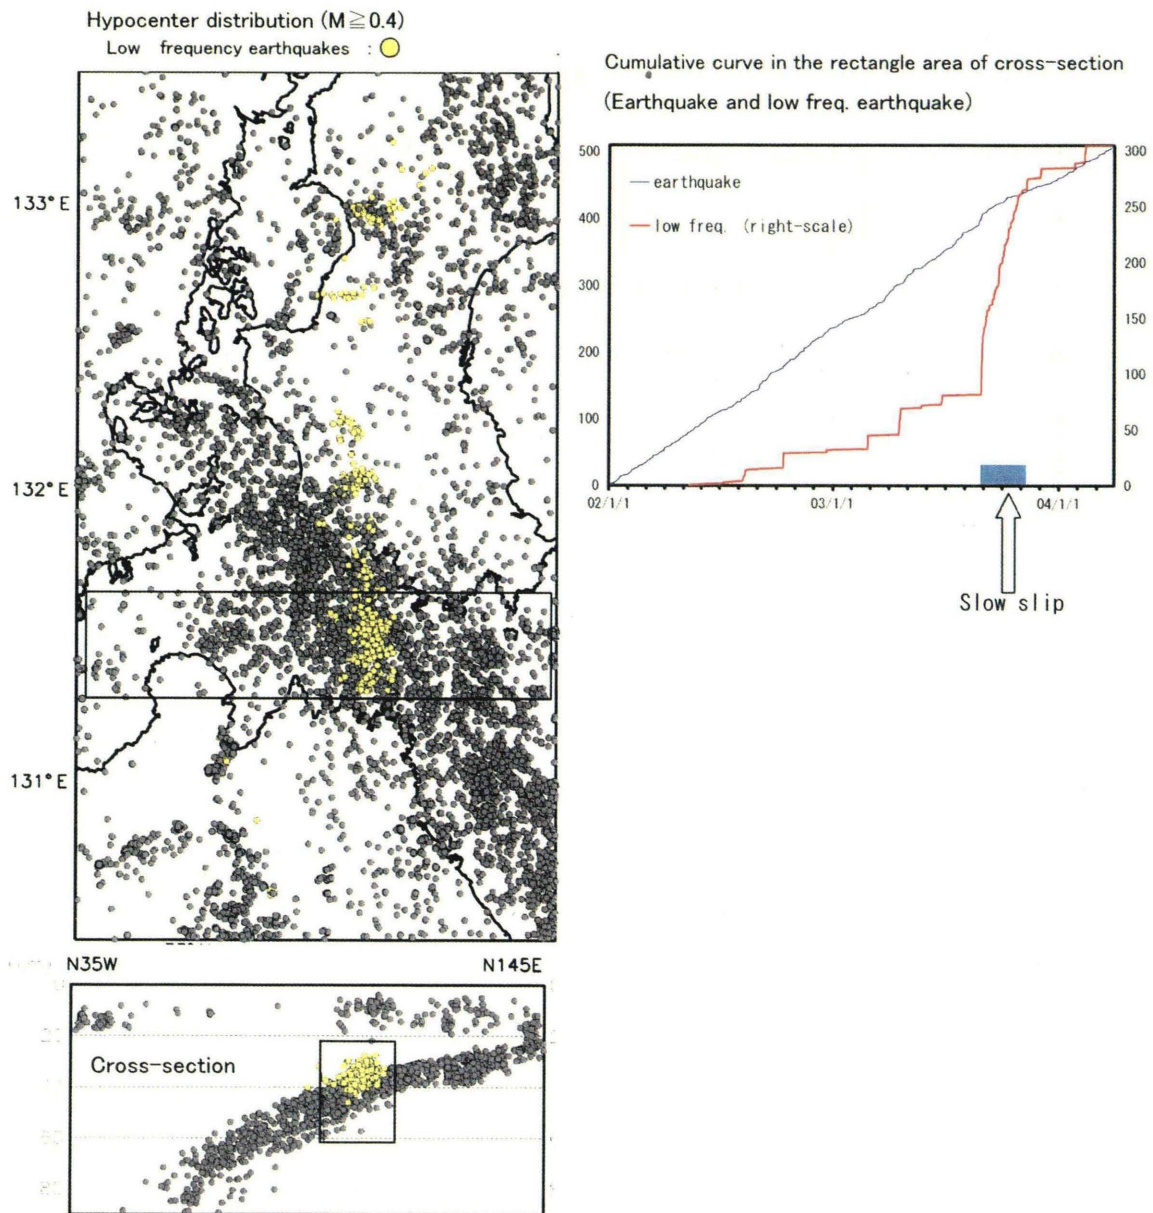 Hypocenter distribution (M≧0.4)
Low frequency earthquakes :
133°E
132°E
131°E
N35W N145E
Cross-section
60
Cumulative curve in the rectangle area of cross-section
(Earthquake and low freq. earthquake)
500
400
300
200
100
0
earthquake
low freq. (right-scale)
300
250
200
150
100
50
0
02/1/1 03/1/1 04/1/1
Slow slip